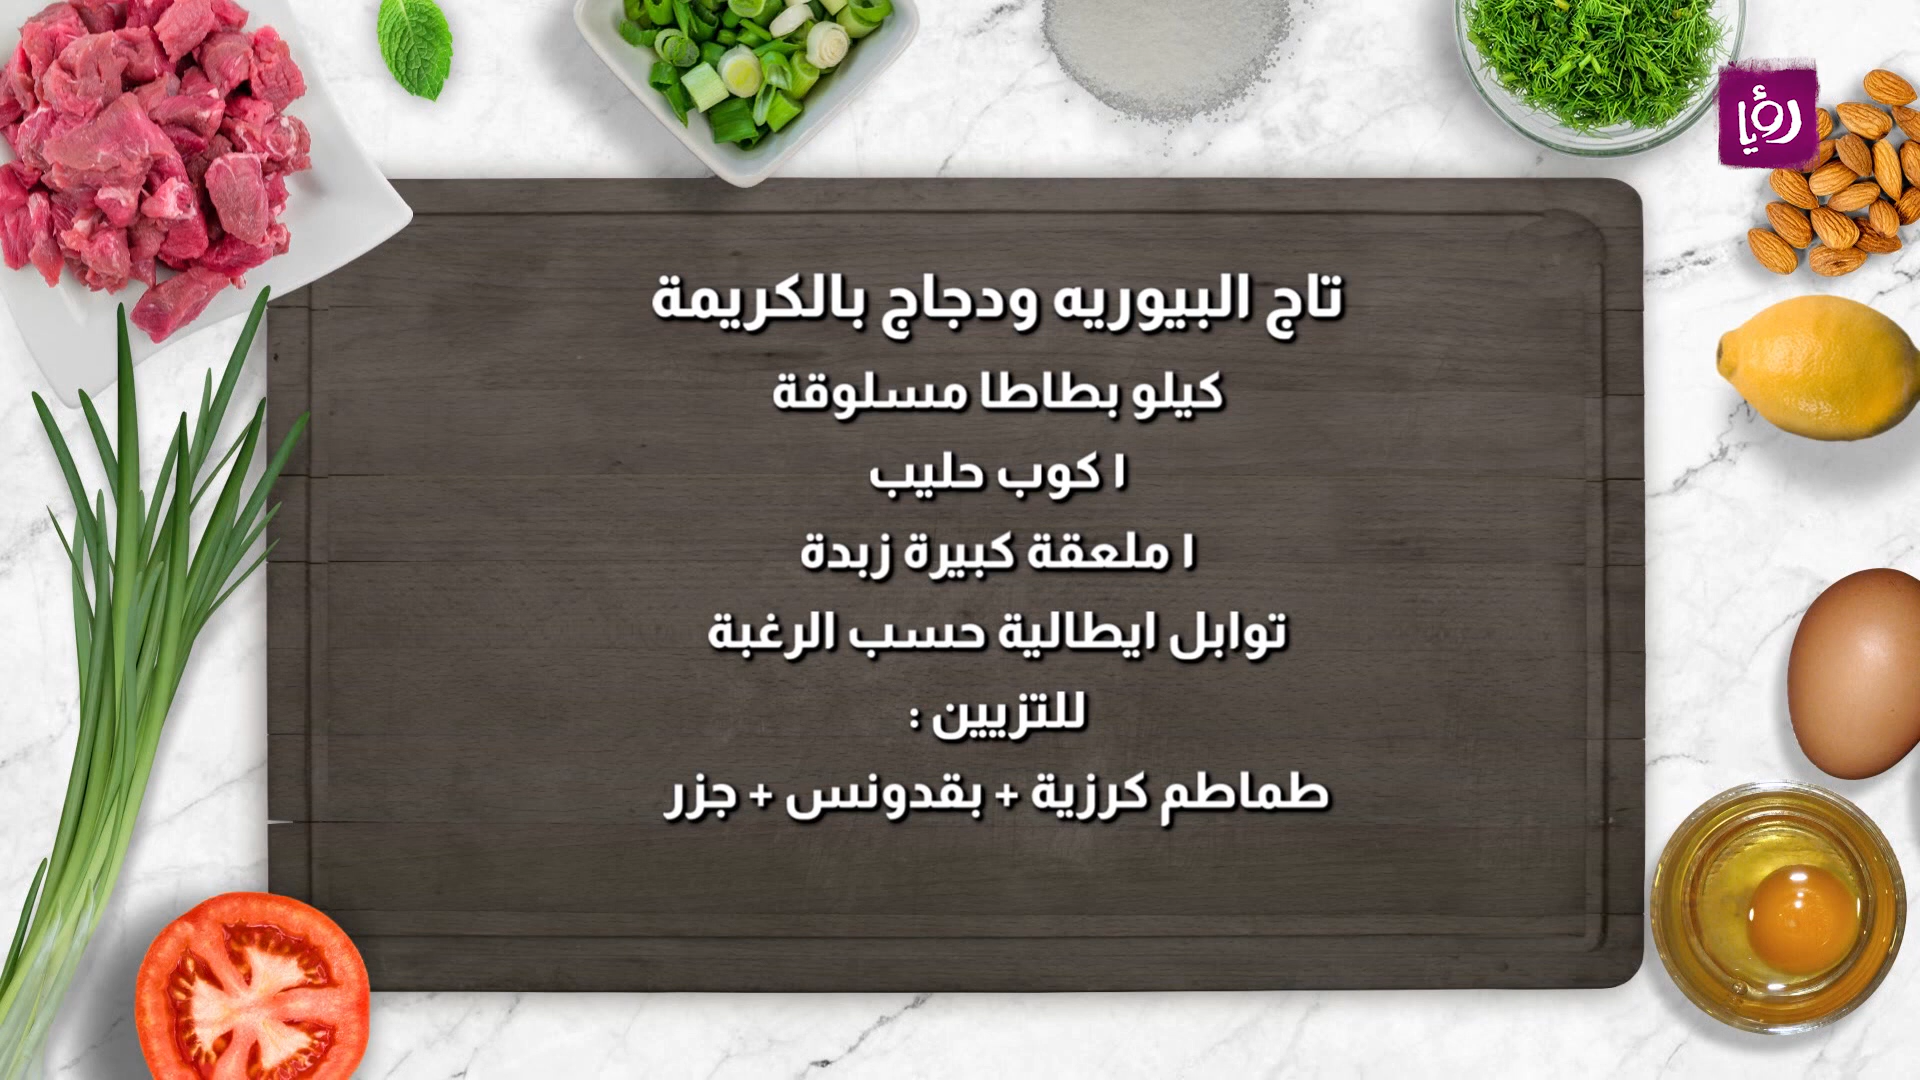 رؤيا
تاج البيوريه ودجاج بالكريمة
كيلو بطاطا مسلوقة
١ كوب حليب
١ ملعقة كبيرة زبدة
توابل ايطالية حسب الرغبة
للتزيين :
طماطم كرزية + بقدونس + جزر